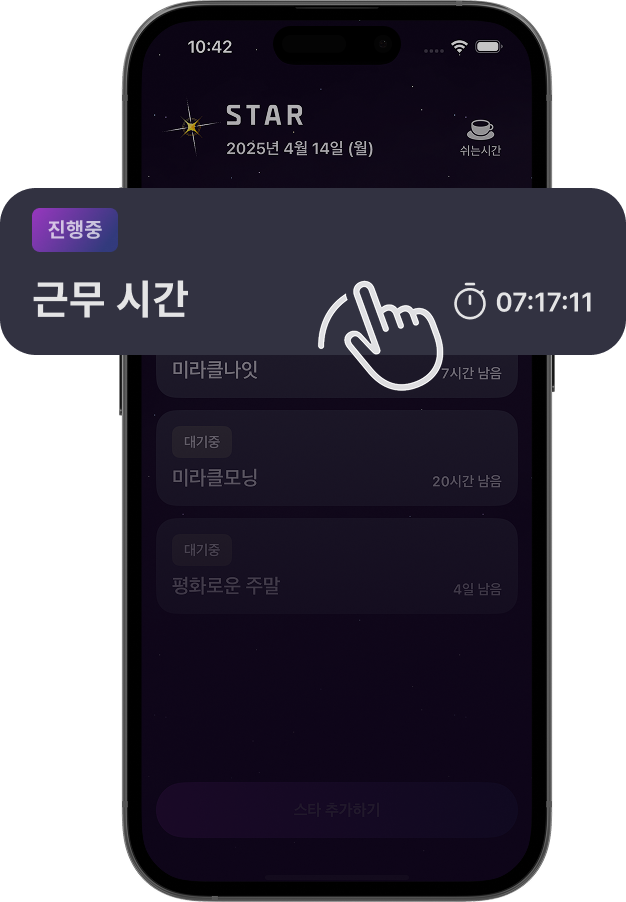 10:42
STAR
2025년 4월 14일 (월)
쉬는시간
진행중
근무 시간
07:17:11
미라클나잇
7시간 남음
대기중
미라클모닝
20시간 남음
대기중
평화로운 주말
4일 남음
스타 추가하기